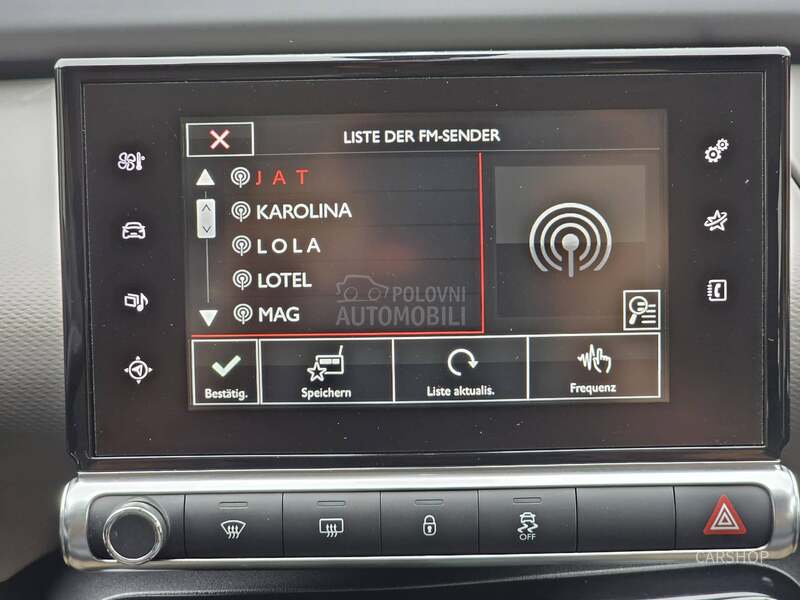 LISTE DER FM-SENDER
J A T
KAROLINA
L O L A
LOTEL
MAG
POLOVNI
AUTOMOBILI
Bestätig.
Speichern
Liste aktualis.
Frequenz
OFF
CARSHOP